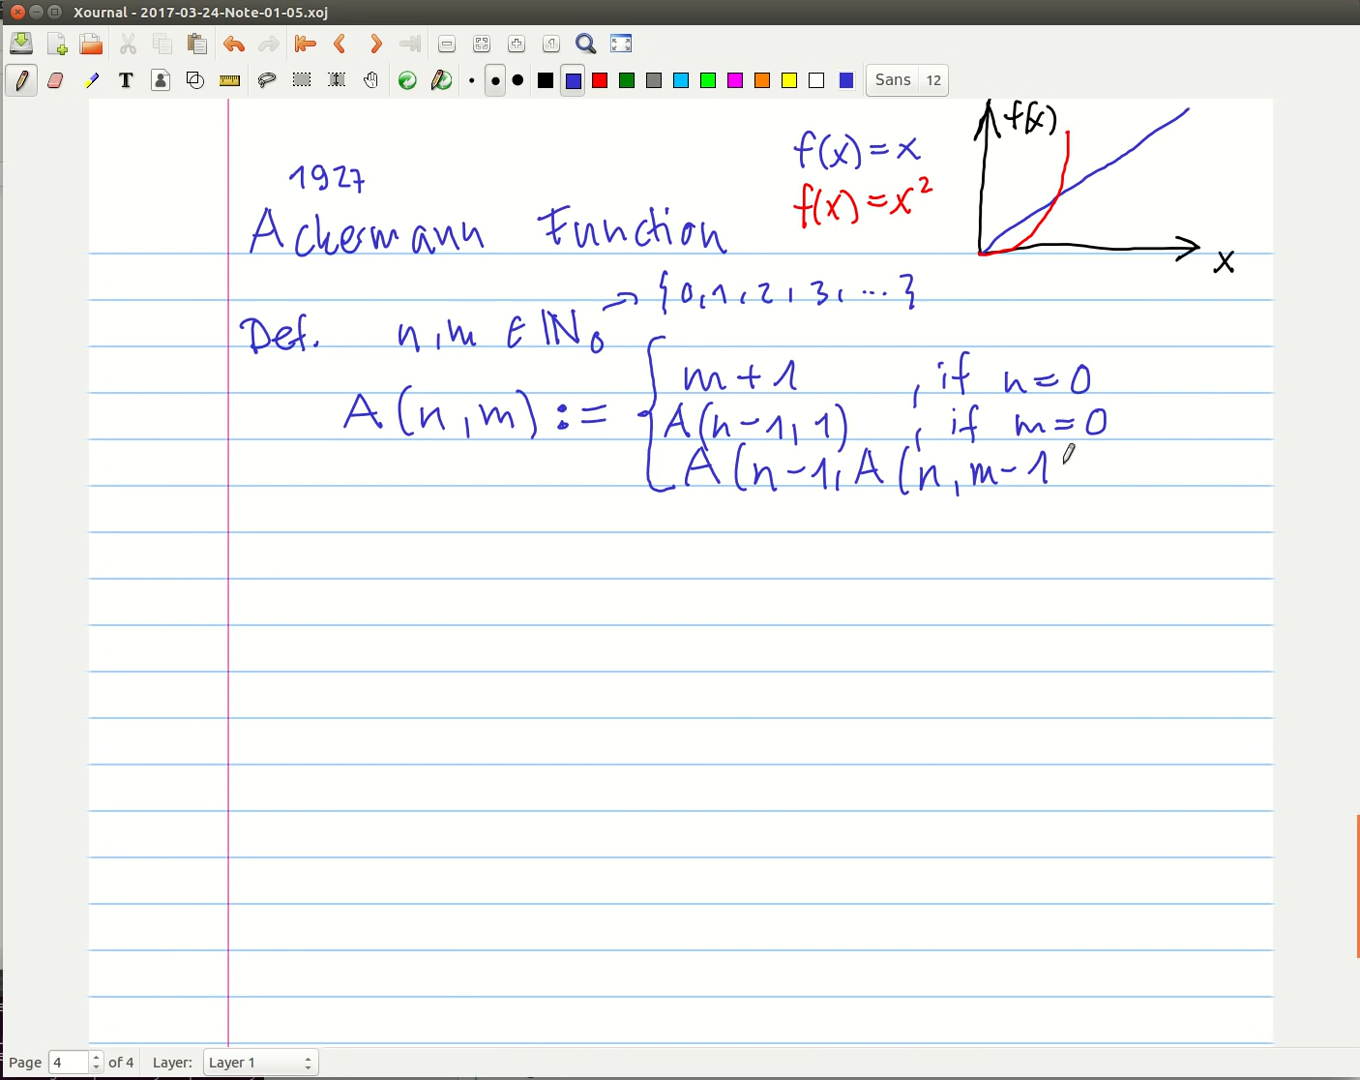 Xournal - 2017-03-24-Note-01-05.xoj
Sans 12
f(x)
f(x) = x
1927
f(x) = x²
Ackermann Function
x
{0, 1, 2, 3, ...}
Def. n, m ∈ ℕ₀
m + 1 , if n = 0
A(n, m) := A(n-1, 1) , if m = 0
A(n-1, A(n, m-1
Page 4 of 4 Layer: Layer 1